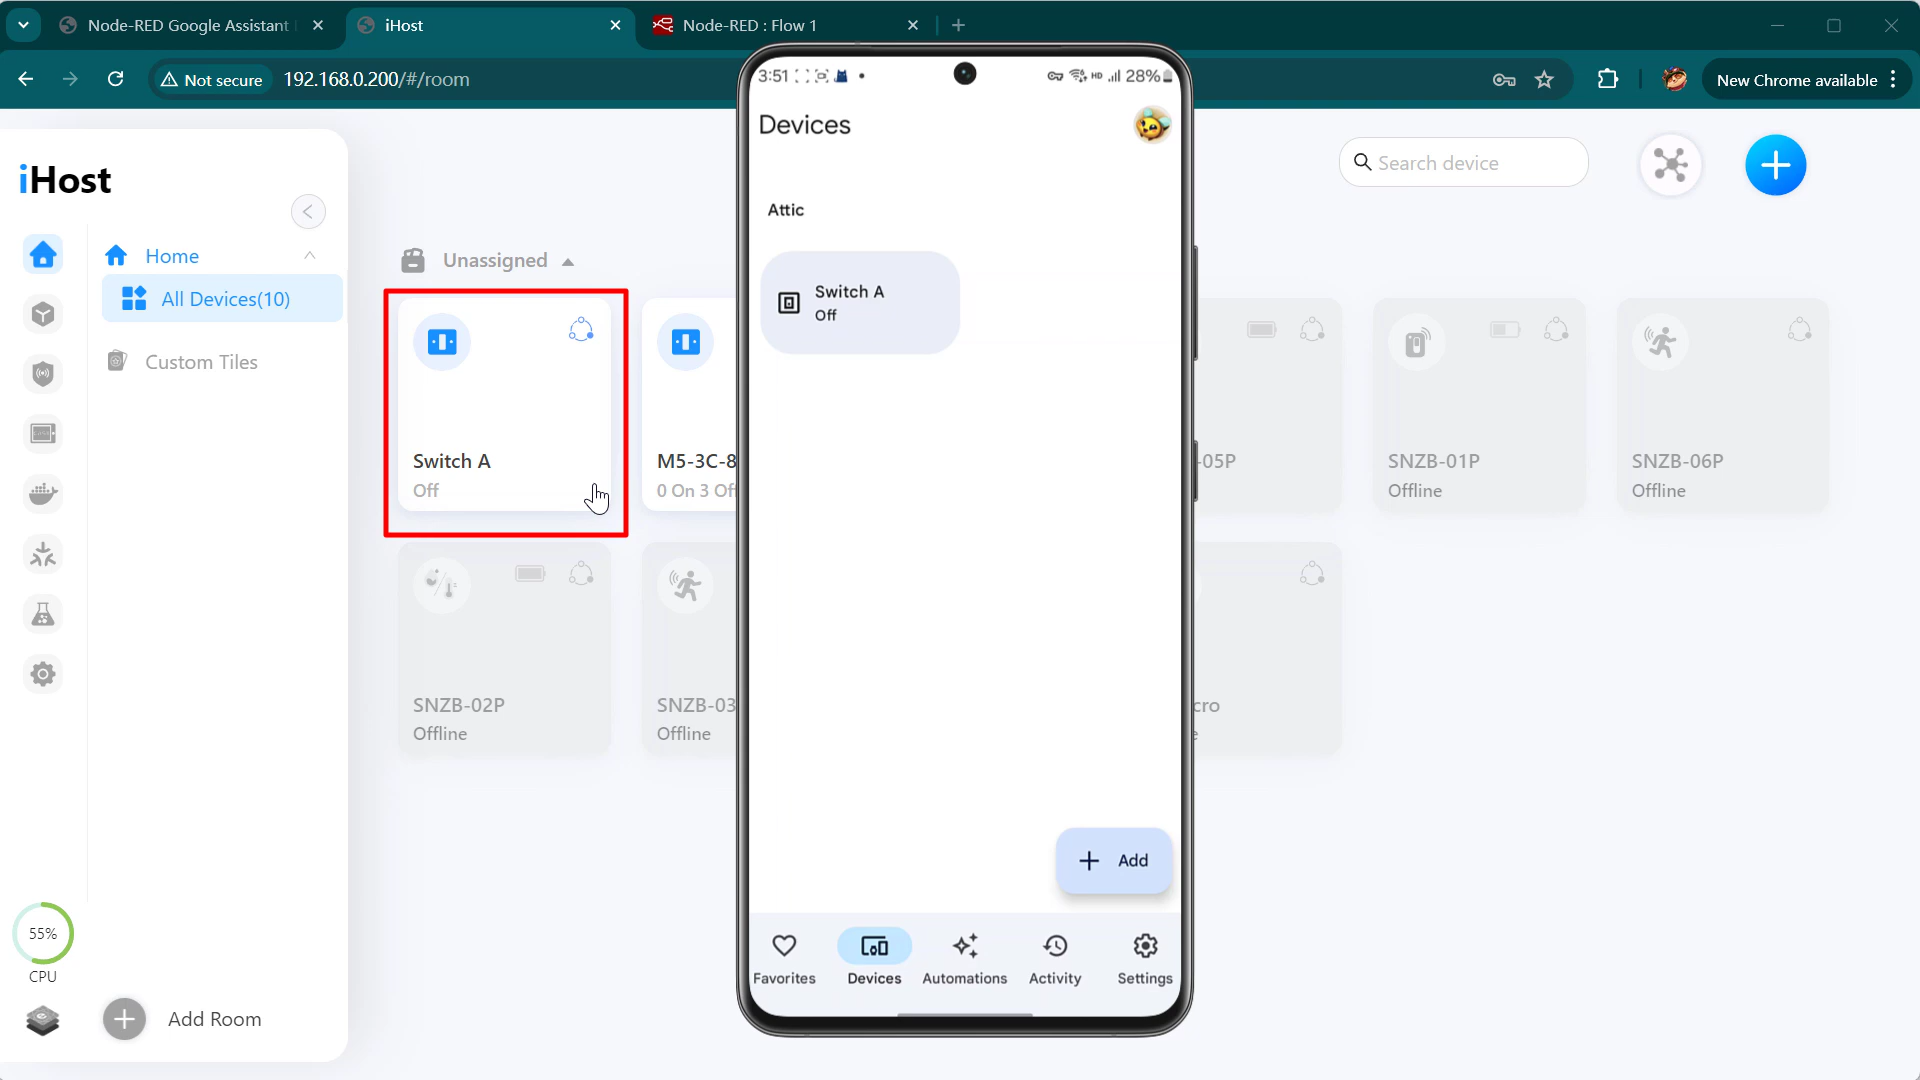 Node-RED Google Assistant
iHost
Node-RED : Flow 1
Not secure
192.168.0.200/#/room
New Chrome available
iHost
Home
All Devices(10)
Custom Tiles
55%
CPU
Add Room
Search device
Unassigned
Switch A
Off
M5-3C-8
0 On 3 Of
-05P
SNZB-01P
Offline
SNZB-06P
Offline
SNZB-02P
Offline
SNZB-03
Offline
cro
3:51
HD
28%
Devices
Attic
Switch A
Off
Add
Favorites
Devices
Automations
Activity
Settings